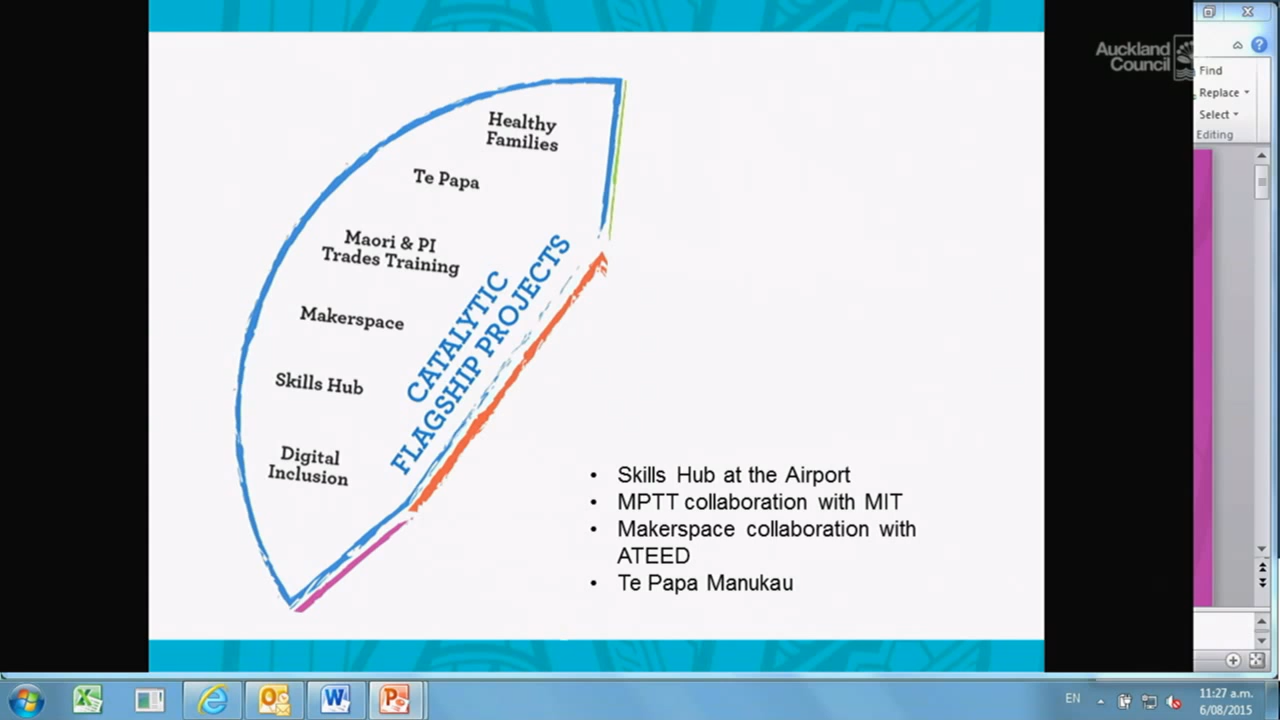 Healthy
Families
Te Papa
Maori & PI
Trades Training
Makerspace
Skills Hub
Digital
Inclusion
CATALYTIC
FLAGSHIP PROJECTS
• Skills Hub at the Airport
• MPTT collaboration with MIT
• Makerspace collaboration with
ATEED
• Te Papa Manukau
Auckland
Council
Find
Replace
Select
Editing
EN
11:27 a.m.
6/08/2015